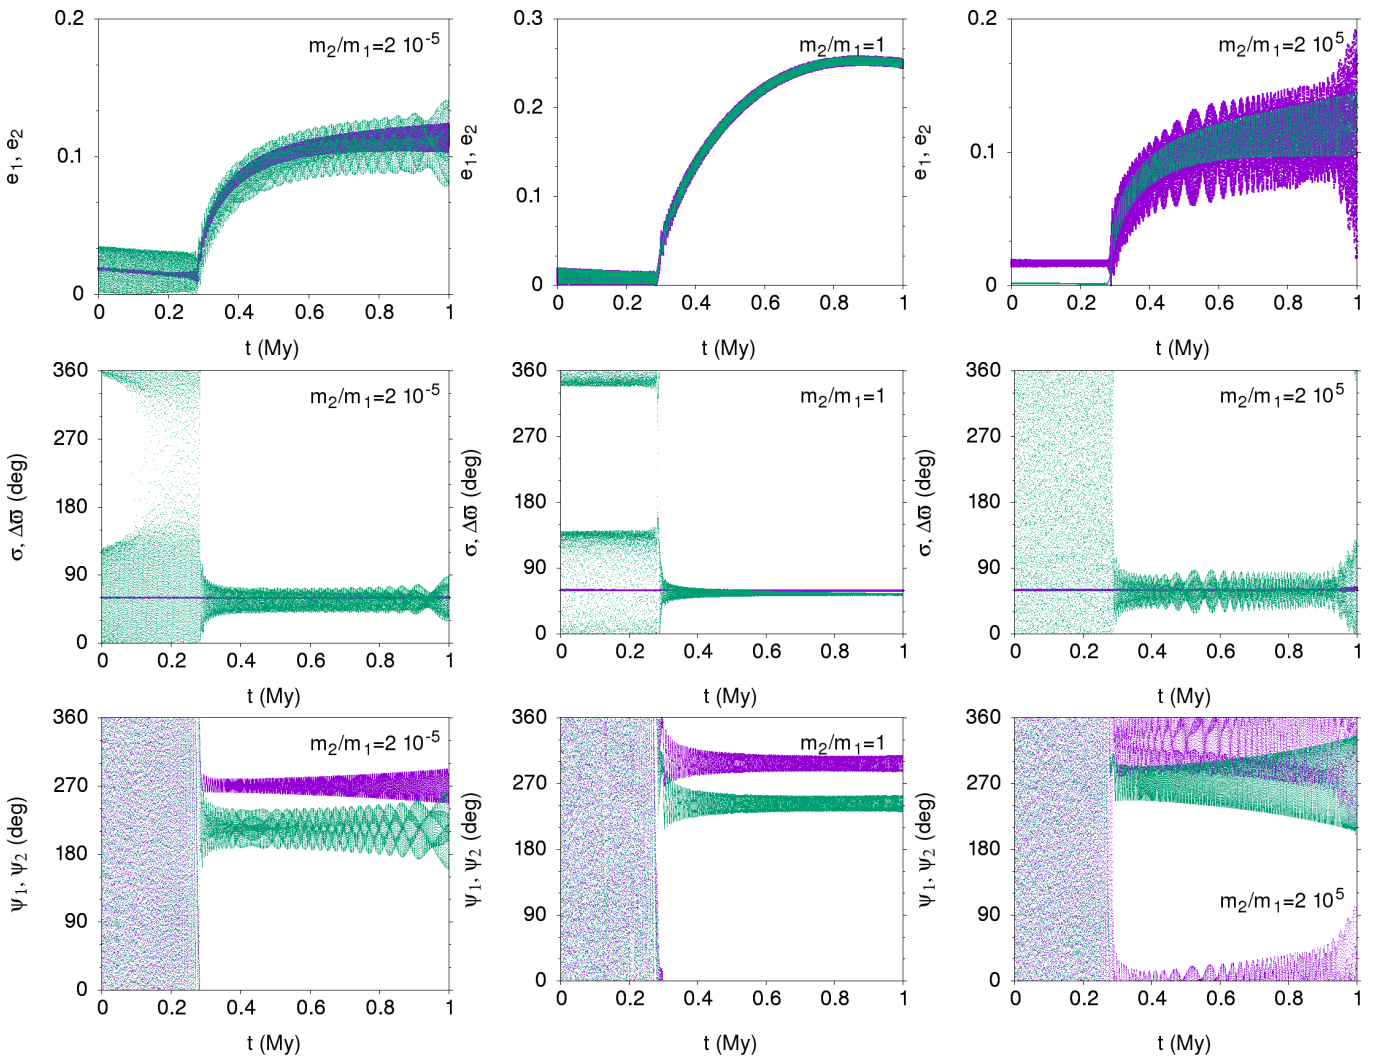 0.2
0.1
0
m₂/m₁=2 10⁻⁵
e₁, e₂
0 0.2 0.4 0.6 0.8 1
t (My)
0.3
0.2
0.1
0
m₂/m₁=1
e₁, e₂
0 0.2 0.4 0.6 0.8 1
t (My)
0.2
0.1
0
m₂/m₁=2 10⁵
e₁, e₂
0 0.2 0.4 0.6 0.8 1
t (My)
360
270
180
90
0
m₂/m₁=2 10⁻⁵
σ, Δϖ (deg)
0 0.2 0.4 0.6 0.8 1
t (My)
360
270
180
90
0
m₂/m₁=1
σ, Δϖ (deg)
0 0.2 0.4 0.6 0.8 1
t (My)
360
270
180
90
0
m₂/m₁=2 10⁵
σ, Δϖ (deg)
0 0.2 0.4 0.6 0.8 1
t (My)
360
270
180
90
0
m₂/m₁=2 10⁻⁵
ψ₁, ψ₂ (deg)
0 0.2 0.4 0.6 0.8 1
t (My)
360
270
180
90
0
m₂/m₁=1
ψ₁, ψ₂ (deg)
0 0.2 0.4 0.6 0.8 1
t (My)
360
270
180
90
0
m₂/m₁=2 10⁵
ψ₁, ψ₂ (deg)
0 0.2 0.4 0.6 0.8 1
t (My)